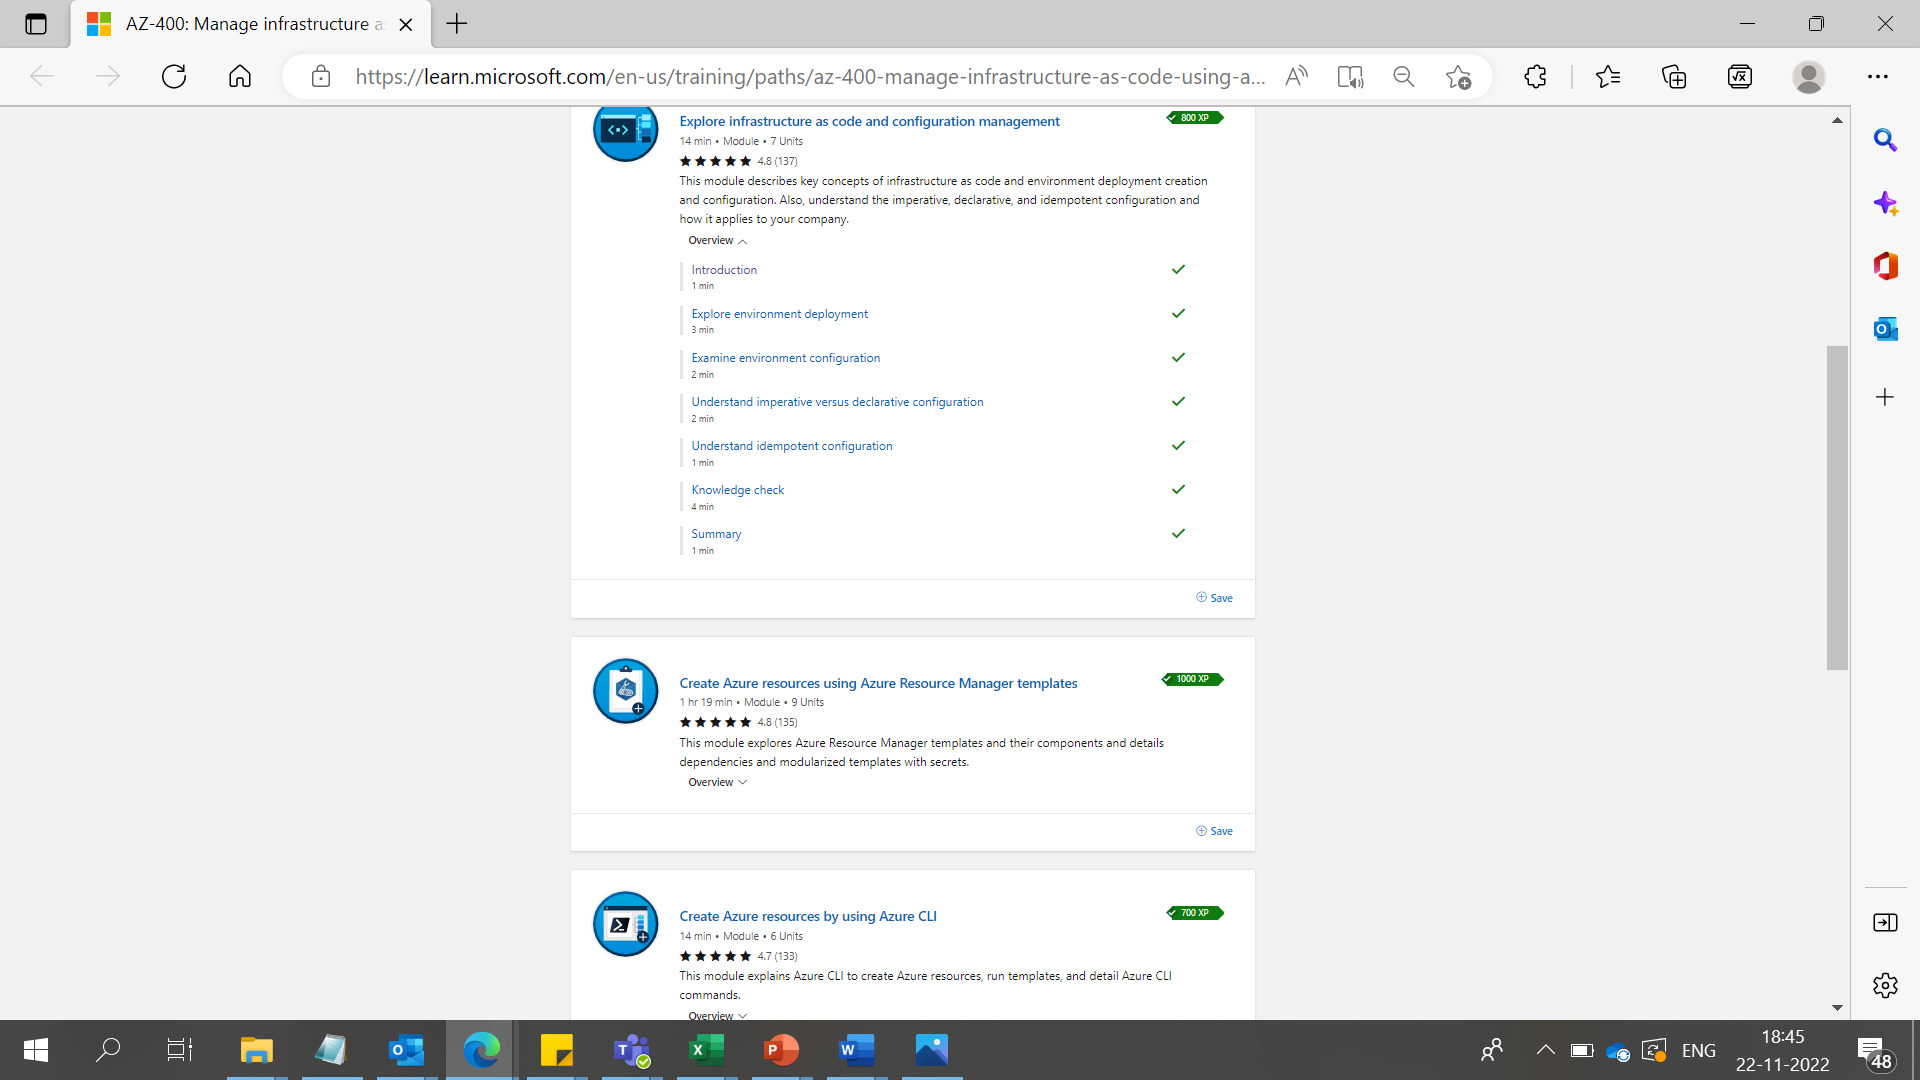 AZ-400: Manage infrastructure a
https://learn.microsoft.com/en-us/training/paths/az-400-manage-infrastructure-as-code-using-a...
Explore infrastructure as code and configuration management
800 XP
14 min • Module • 7 Units
4.8 (137)
This module describes key concepts of infrastructure as code and environment deployment creation
and configuration. Also, understand the imperative, declarative, and idempotent configuration and
how it applies to your company.
Overview
Introduction
1 min
Explore environment deployment
3 min
Examine environment configuration
2 min
Understand imperative versus declarative configuration
2 min
Understand idempotent configuration
1 min
Knowledge check
4 min
Summary
1 min
Save
Create Azure resources using Azure Resource Manager templates
1000 XP
1 hr 19 min • Module • 9 Units
4.8 (135)
This module explores Azure Resource Manager templates and their components and details
dependencies and modularized templates with secrets.
Overview
Save
Create Azure resources by using Azure CLI
700 XP
14 min • Module • 6 Units
4.7 (133)
This module explains Azure CLI to create Azure resources, run templates, and detail Azure CLI
commands.
Overview
ENG
18:45
22-11-2022
48